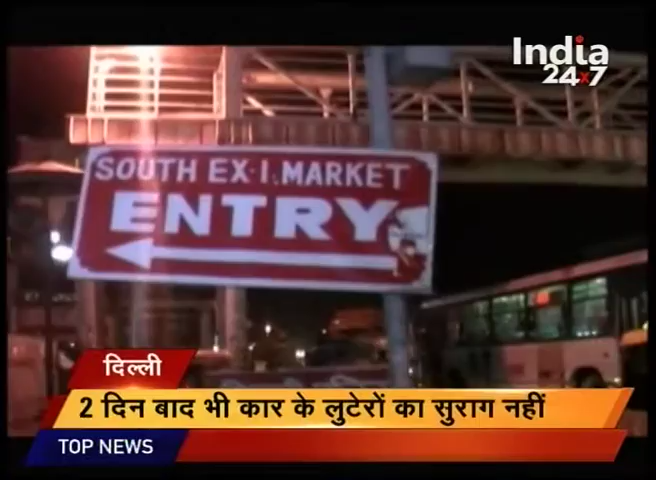 India
24x7
SOUTH EX-I.MARKET
ENTRY
दिल्ली
2 दिन बाद भी कार के लुटेरों का सुराग नहीं
TOP NEWS